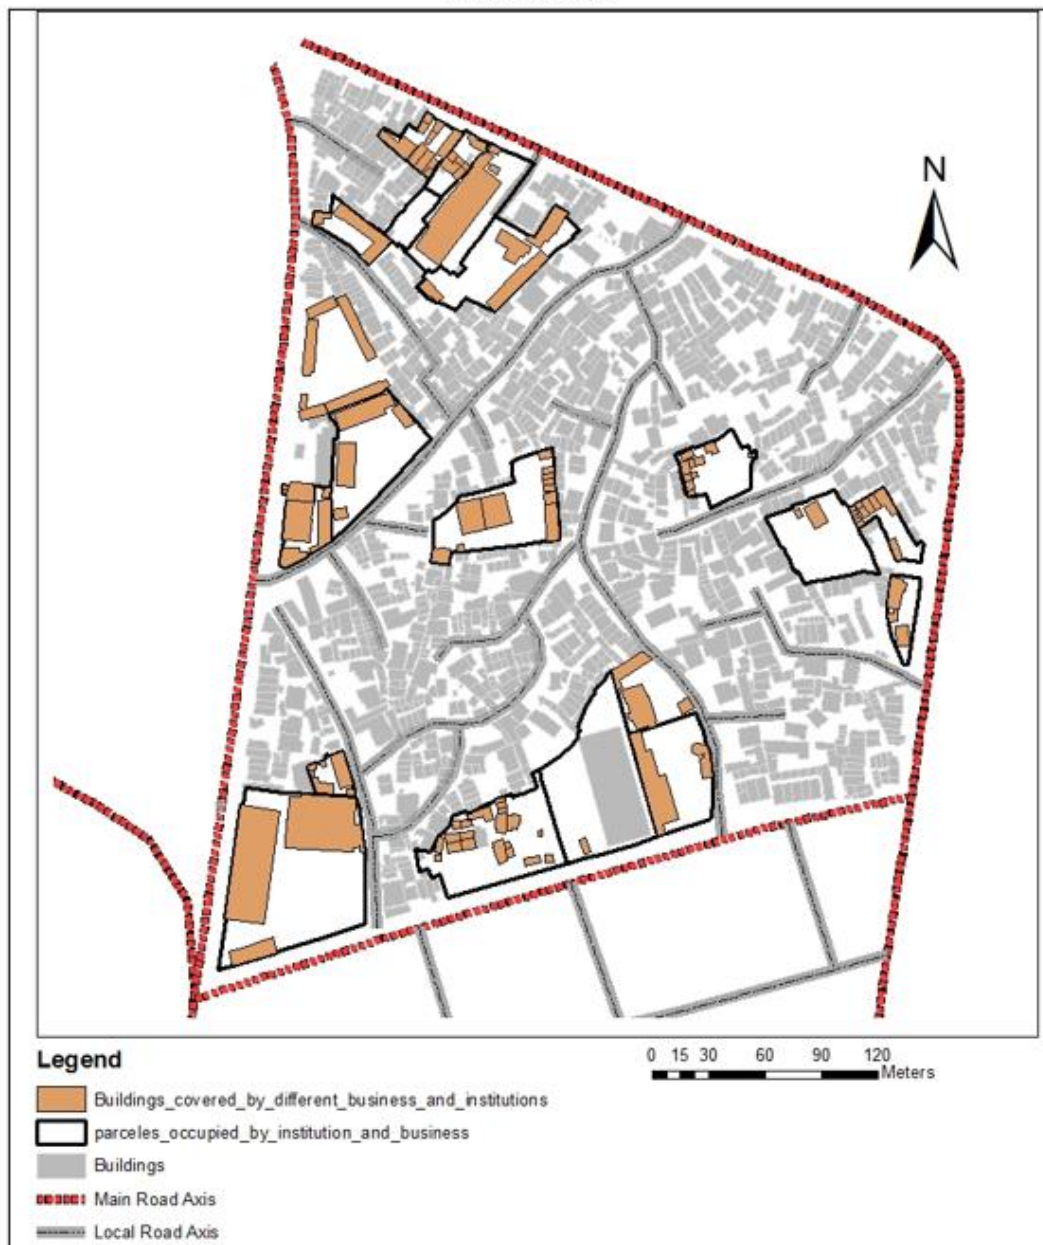 N
Legend
0 15 30 60 90 120
Meters
Buildings_covered_by_different_business_and_institutions
parceles_occupied_by_institution_and_business
Buildings
Main Road Axis
Local Road Axis